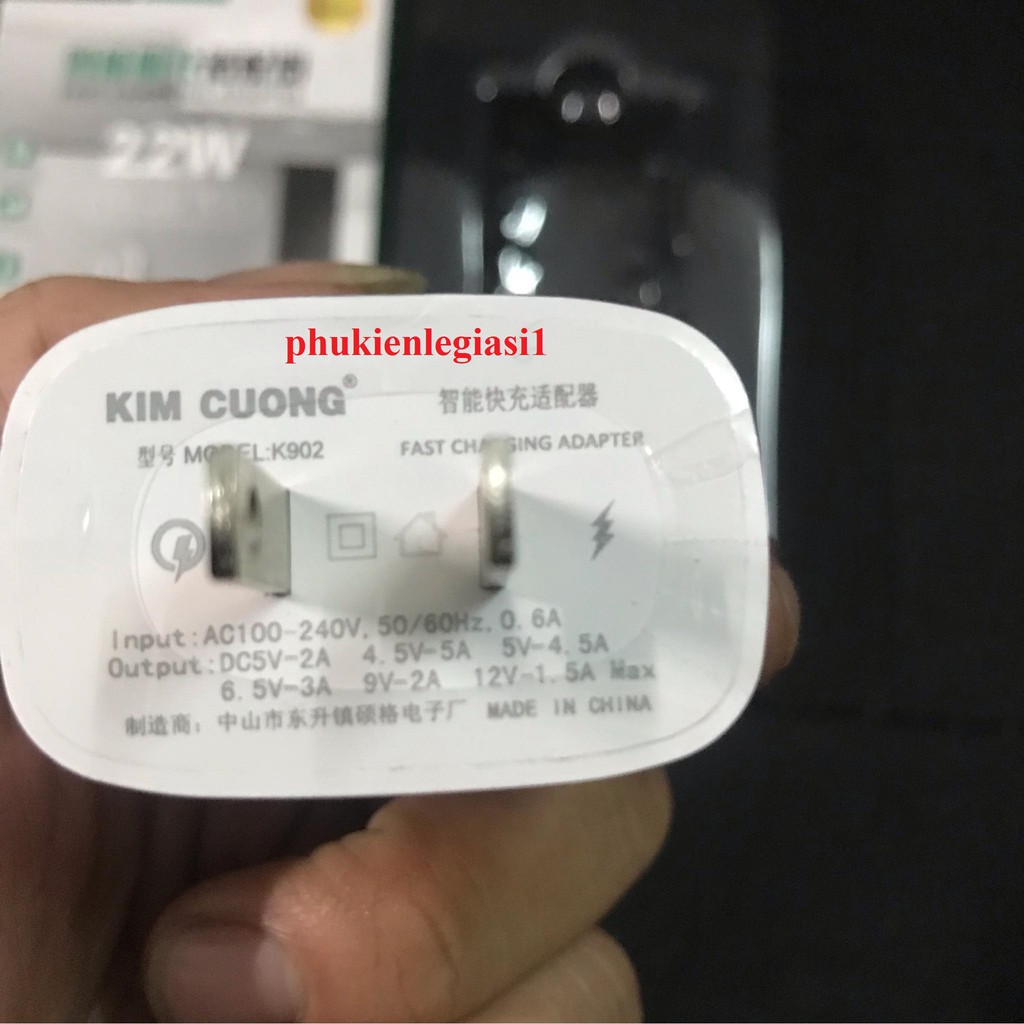 22W
phukienlegiasi1
KIM CUONG® 智能快充适配器
型号 MODEL:K902 FAST CHARGING ADAPTER
Input:AC100-240V, 50/60Hz, 0.6A
Output:DC5V-2A 4.5V-5A 5V-4.5A
6.5V-3A 9V-2A 12V-1.5A Max
制造商：中山市东升镇硕格电子厂 MADE IN CHINA